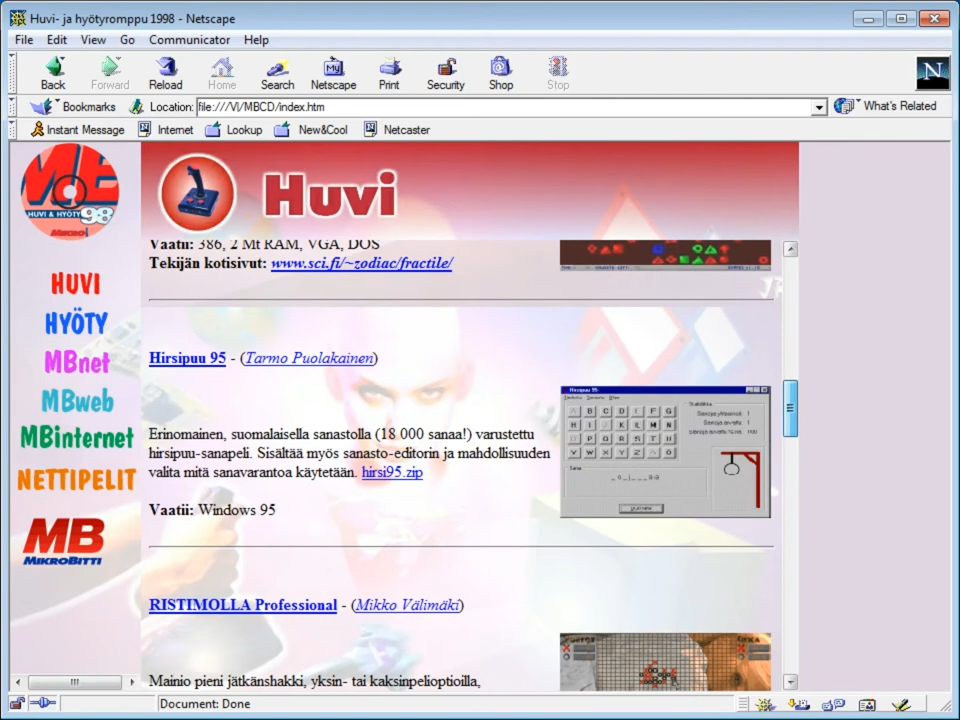 Huvi- ja hyötyromppu 1998 - Netscape
File Edit View Go Communicator Help
Back Forward Reload Home Search Netscape Print Security Shop Stop
My
N
Bookmarks Location: file:///V|/MBCD/index.htm What's Related
Instant Message Internet Lookup New&Cool Netcaster
HUVI & HYÖTY 98
Mikro
Huvi
HUVI
HYÖTY
MBnet
MBweb
MBinternet
NETTIPELIT
MB
MIKROBITTI
Vaatii: 386, 2 Mt RAM, VGA, DOS
Tekijän kotisivut: www.sci.fi/~zodiac/fractile/
Hirsipuu 95 - (Tarmo Puolakainen)
Erinomainen, suomalaisella sanastolla (18 000 sanaa!) varustettu
hirsipuu-sanapeli. Sisältää myös sanasto-editorin ja mahdollisuuden
valita mitä sanavarantoa käytetään. hirsi95.zip
Vaatii: Windows 95
Hirsipuu 95
A B C D E F G
H I J K L M N
O P Q R S T U
V W X Y Z Å Ö
Statistiikka
Sana
RISTIMOLLA Professional - (Mikko Välimäki)
Mainio pieni jätkänshakki, yksin- tai kaksinpelioptioilla,
Document: Done